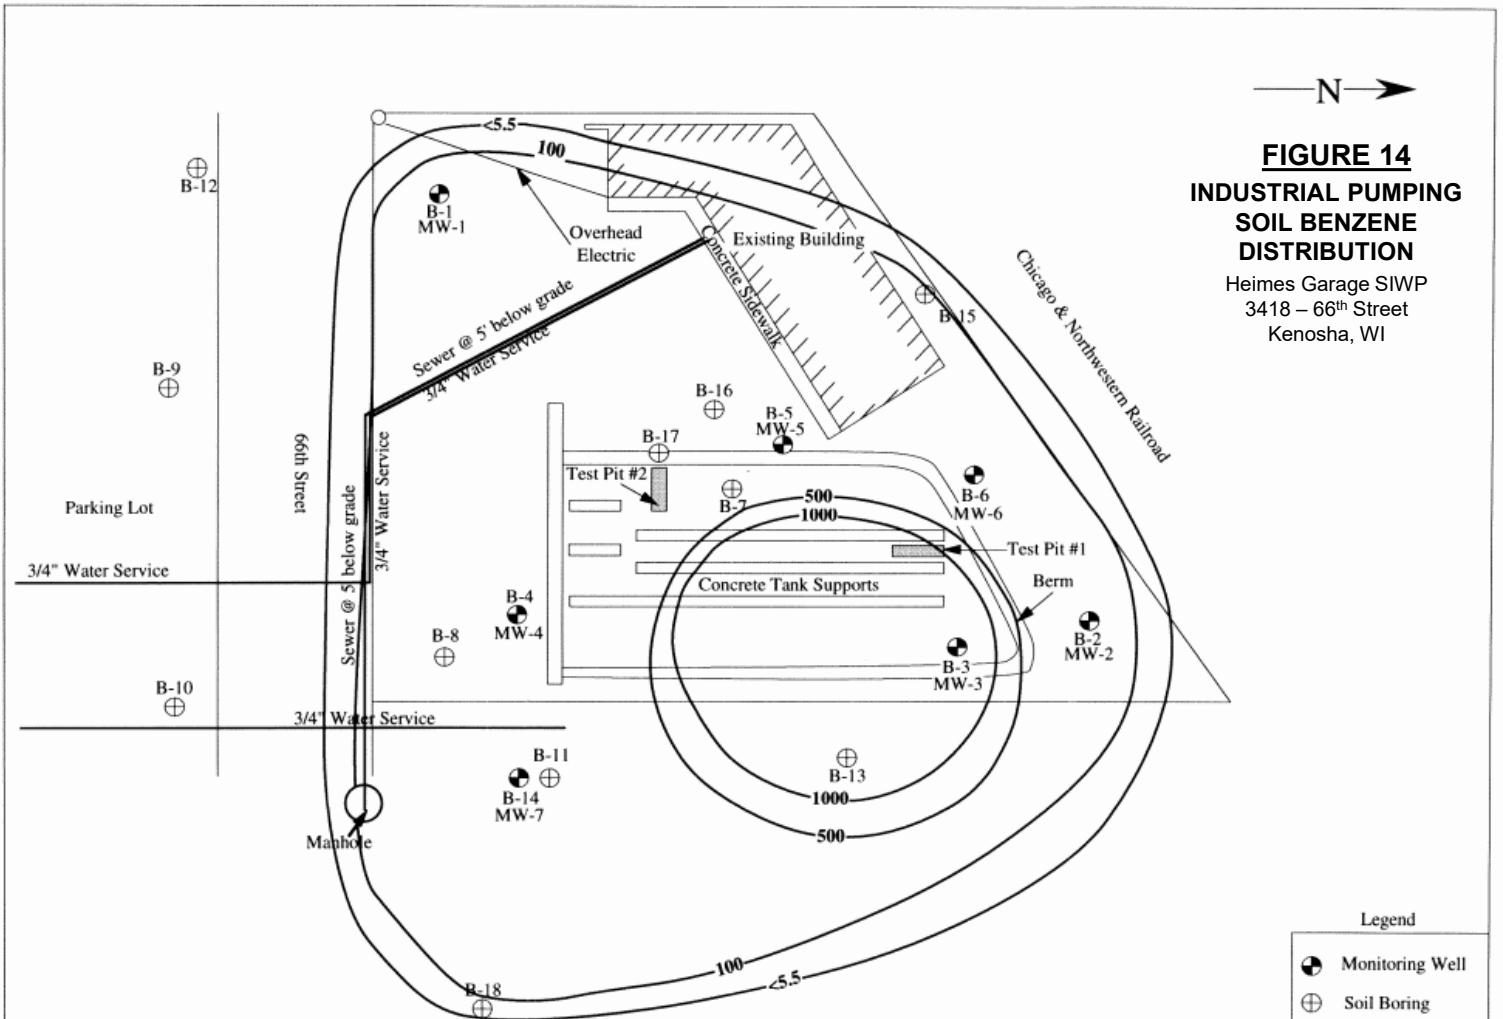 N
FIGURE 14
INDUSTRIAL PUMPING
SOIL BENZENE
DISTRIBUTION
Heimes Garage SIWP
3418 – 66th Street
Kenosha, WI
<5.5
100
B-12
B-1
MW-1
Overhead
Electric
Existing Building
Concrete Sidewalk
Chicago & Northwestern Railroad
B-15
Sewer @ 5' below grade
3/4" Water Service
B-9
B-16
B-5
MW-5
B-17
66th Street
3/4" Water Service
Test Pit #2
B-7
B-6
MW-6
500
1000
Parking Lot
Sewer @ 5' below grade
Test Pit #1
3/4" Water Service
Concrete Tank Supports
Berm
B-4
MW-4
B-8
B-2
MW-2
B-3
MW-3
B-10
3/4" Water Service
B-11
B-14
MW-7
B-13
1000
500
Manhole
100
<5.5
B-18
Legend
Monitoring Well
Soil Boring